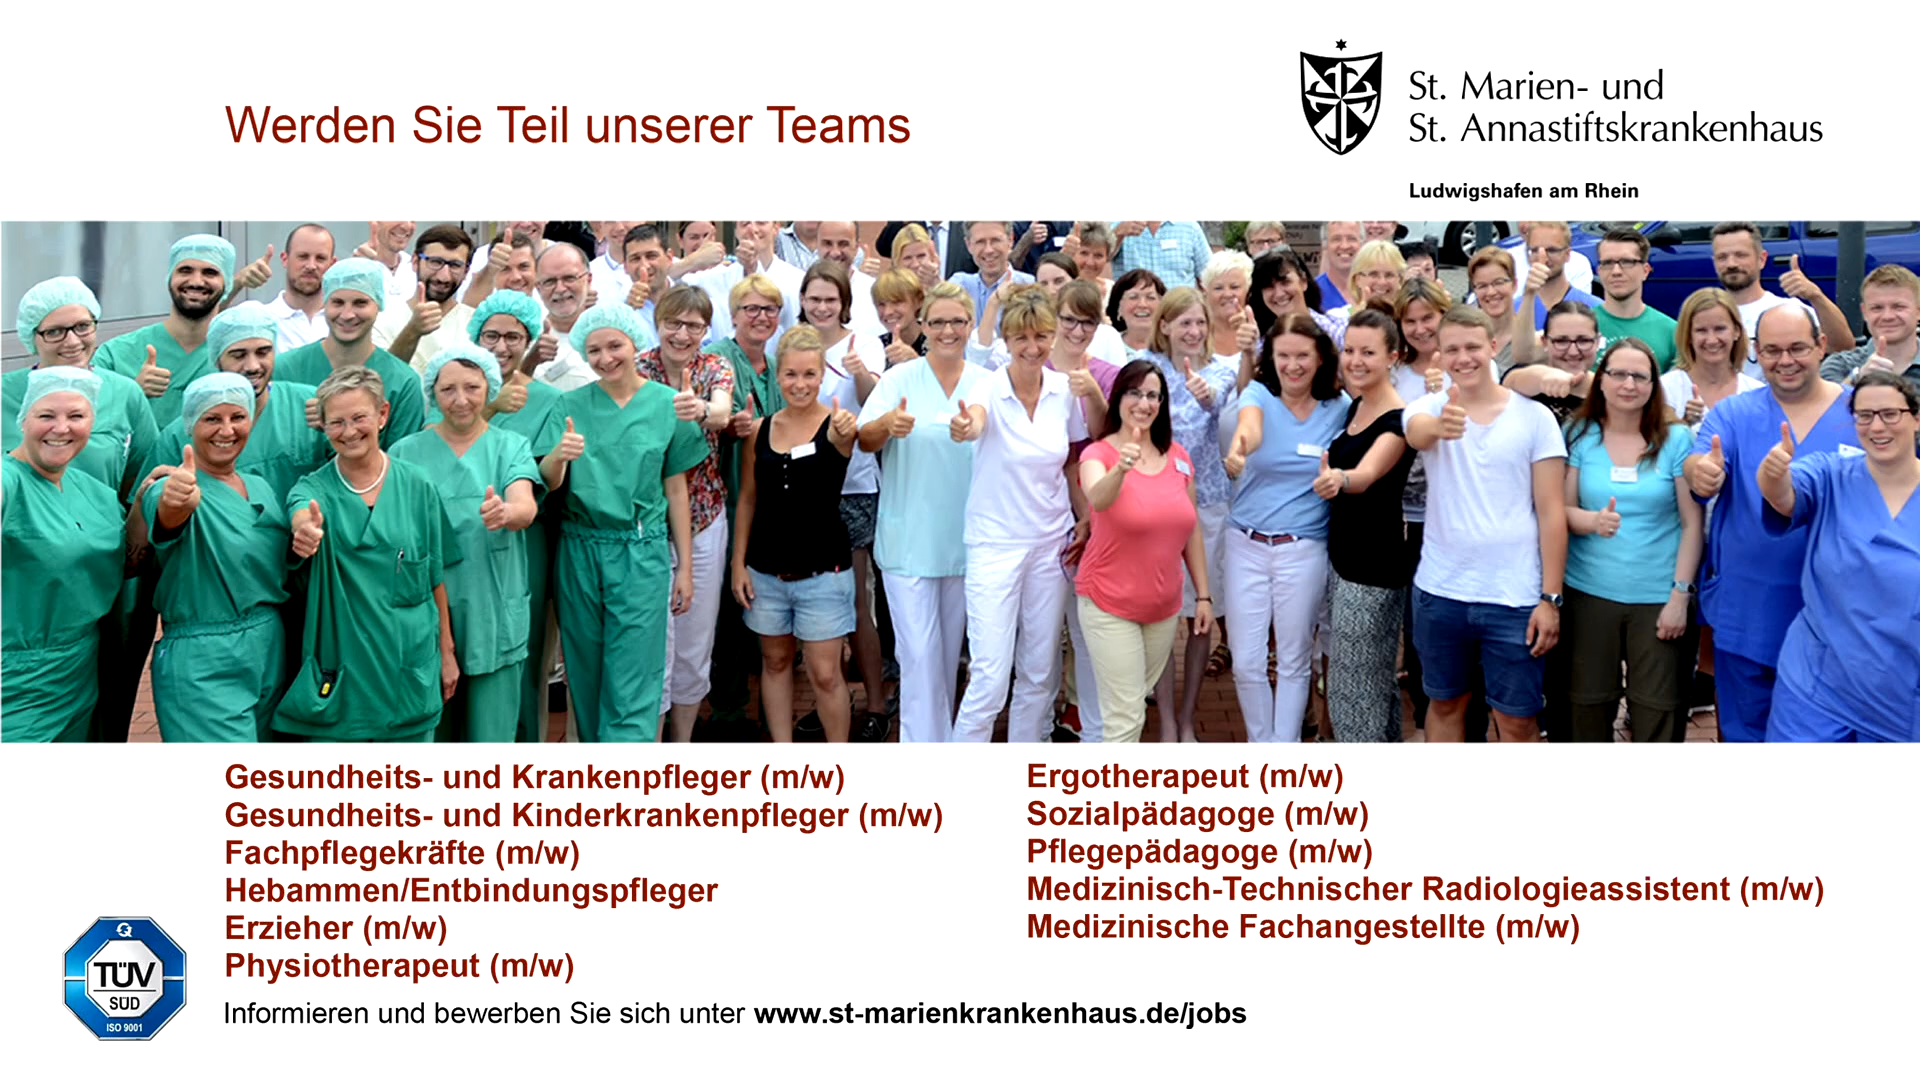 Werden Sie Teil unserer Teams
St. Marien- und
St. Annastiftskrankenhaus
Ludwigshafen am Rhein
Gesundheits- und Krankenpfleger (m/w)
Gesundheits- und Kinderkrankenpfleger (m/w)
Fachpflegekräfte (m/w)
Hebammen/Entbindungspfleger
Erzieher (m/w)
Physiotherapeut (m/w)
Ergotherapeut (m/w)
Sozialpädagoge (m/w)
Pflegepädagoge (m/w)
Medizinisch-Technischer Radiologieassistent (m/w)
Medizinische Fachangestellte (m/w)
TÜV
SÜD
ISO 9001
Informieren und bewerben Sie sich unter www.st-marienkrankenhaus.de/jobs